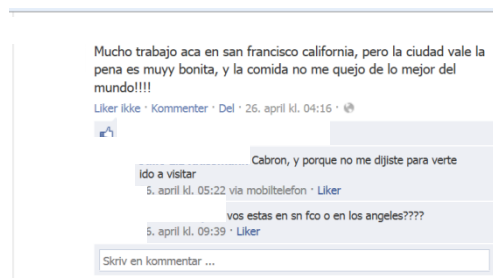 Mucho trabajo aca en san francisco california, pero la ciudad vale la
pena es muyy bonita, y la comida no me quejo de lo mejor del
mundo!!!!
Liker ikke · Kommenter · Del · 26. april kl. 04:16 ·
Cabron, y porque no me dijiste para verte
ido a visitar
6. april kl. 05:22 via mobiltelefon · Liker
vos estas en sn fco o en los angeles????
6. april kl. 09:39 · Liker
Skriv en kommentar ...